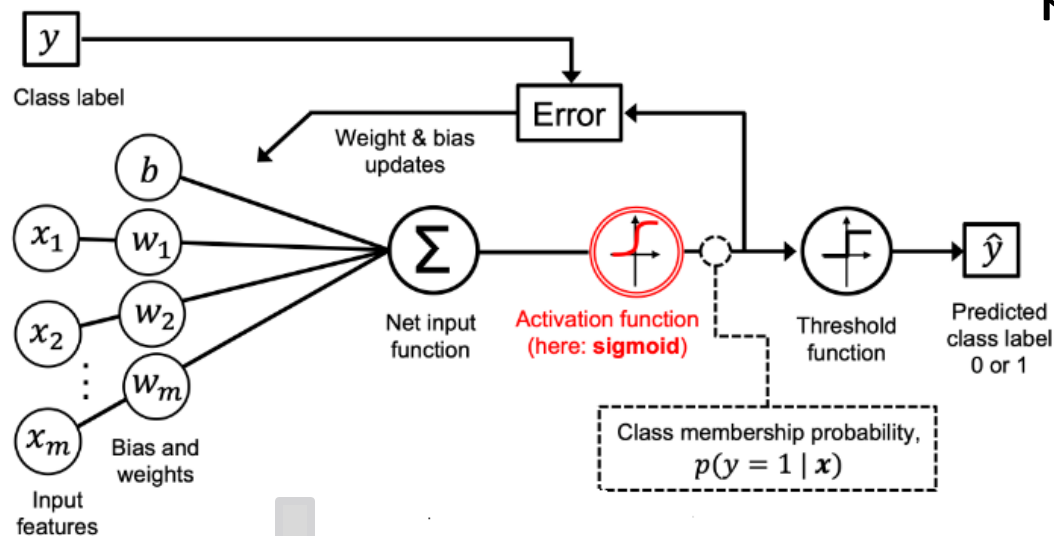 y
Class label
Error
Weight & bias
updates
b
x₁
w₁
x₂
w₂
⋮
wₘ
xₘ
Bias and
weights
Input
features
Σ
Net input
function
Activation function
(here: sigmoid)
Threshold
function
ŷ
Predicted
class label
0 or 1
Class membership probability,
p(y = 1 | x)